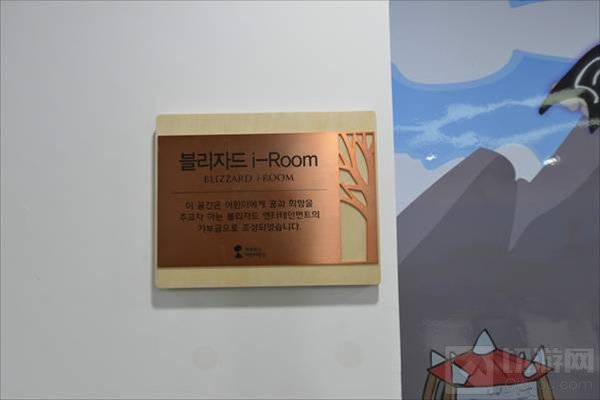 블리자드 i-Room
BLIZZARD i-ROOM
이 공간은 어린이에게 꿈과 희망을
주고자 하는 블리자드 엔터테인먼트의
기부금으로 조성되었습니다.